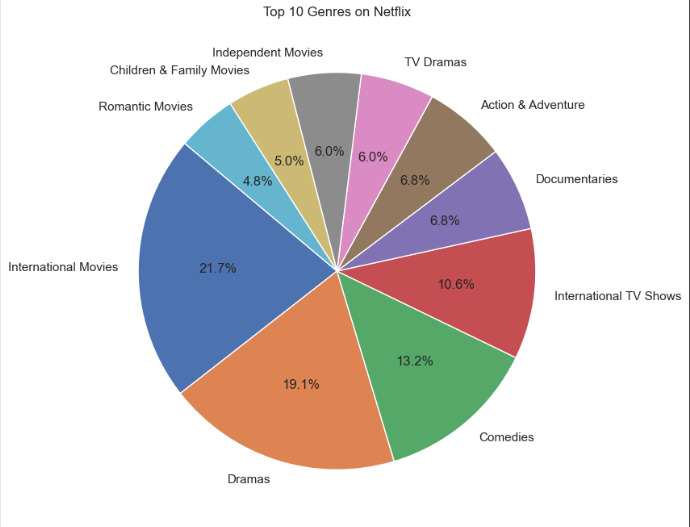 Top 10 Genres on Netflix
Independent Movies
TV Dramas
Children & Family Movies
Action & Adventure
Romantic Movies
6.0%
6.0%
5.0%
Documentaries
4.8%
6.8%
6.8%
International Movies
21.7%
10.6%
International TV Shows
13.2%
19.1%
Comedies
Dramas